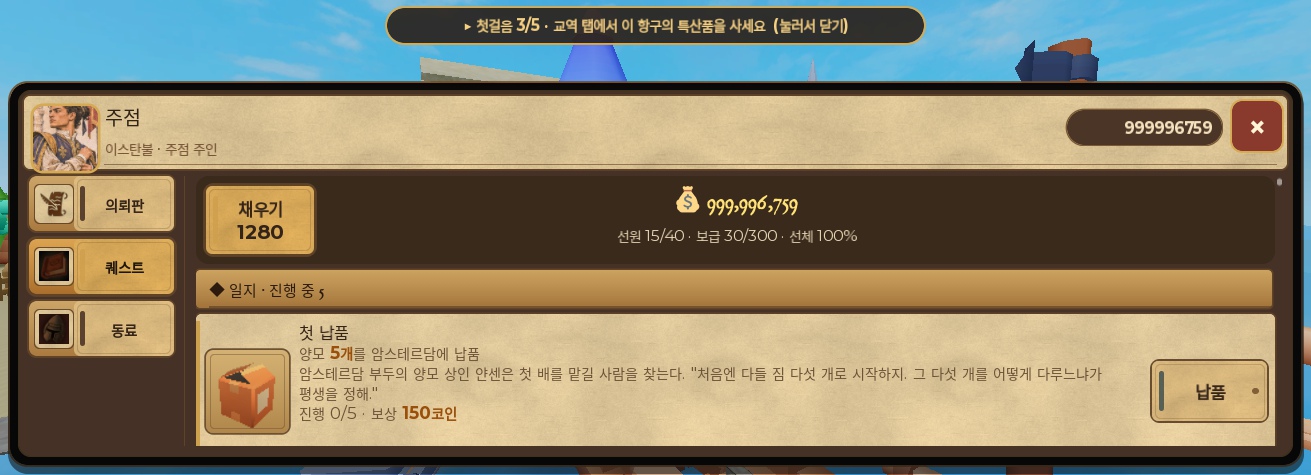 ▸ 첫걸음 3/5 · 교역 탭에서 이 항구의 특산품을 사세요 (눌러서 닫기)
주점
이스탄불 · 주점 주인
999996759
×
의뢰판
퀘스트
동료
채우기
1280
999,996,759
선원 15/40 · 보급 30/300 · 선체 100%
◆ 일지 · 진행 중 5
첫 납품
양모 5개를 암스테르담에 납품
암스테르담 부두의 양모 상인 얀센은 첫 배를 맡길 사람을 찾는다. "처음엔 다들 짐 다섯 개로 시작하지. 그 다섯 개를 어떻게 다루느냐가
평생을 정해."
진행 0/5 · 보상 150코인
납품